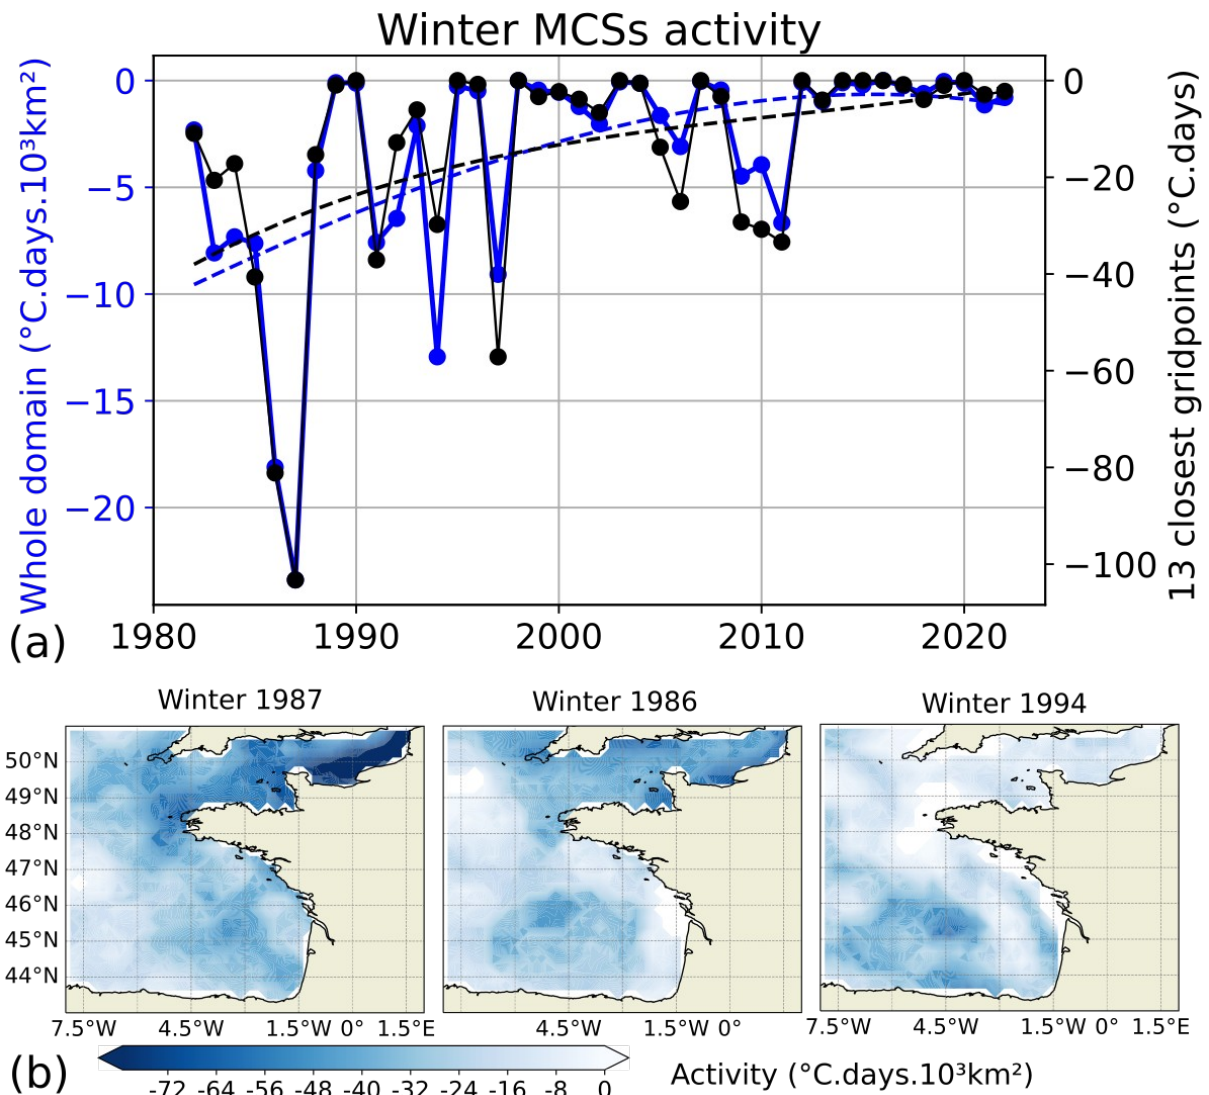 Winter MCSs activity
Whole domain (°C.days.10³km²)
0
−5
−10
−15
−20
0
−20
−40
−60
−80
−100
13 closest gridpoints (°C.days)
1980 1990 2000 2010 2020
(a)
Winter 1987 Winter 1986 Winter 1994
50°N
49°N
48°N
47°N
46°N
45°N
44°N
7.5°W 4.5°W 1.5°W 0° 1.5°E 4.5°W 1.5°W 0° 7.5°W 4.5°W 1.5°W 0° 1.5°E
(b)
-72 -64 -56 -48 -40 -32 -24 -16 -8 0
Activity (°C.days.10³km²)